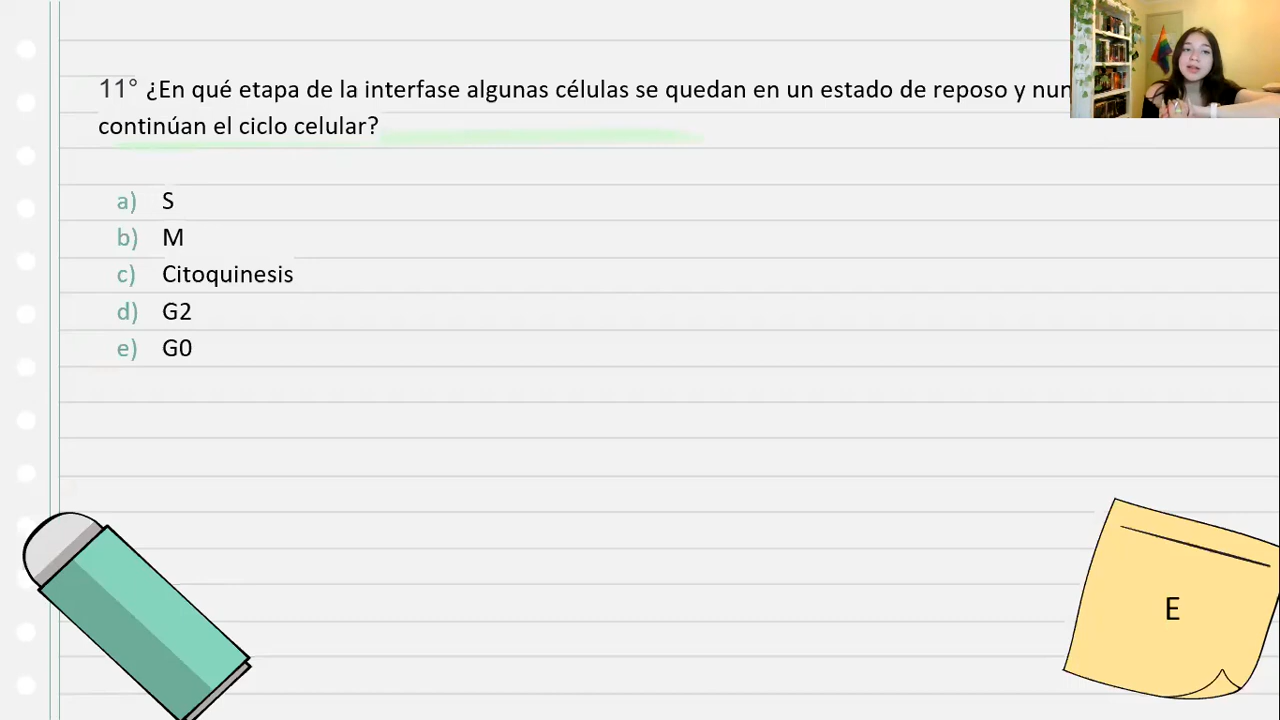 11° ¿En qué etapa de la interfase algunas células se quedan en un estado de reposo y
continúan el ciclo celular?
a) S
b) M
c) Citoquinesis
d) G2
e) G0
E